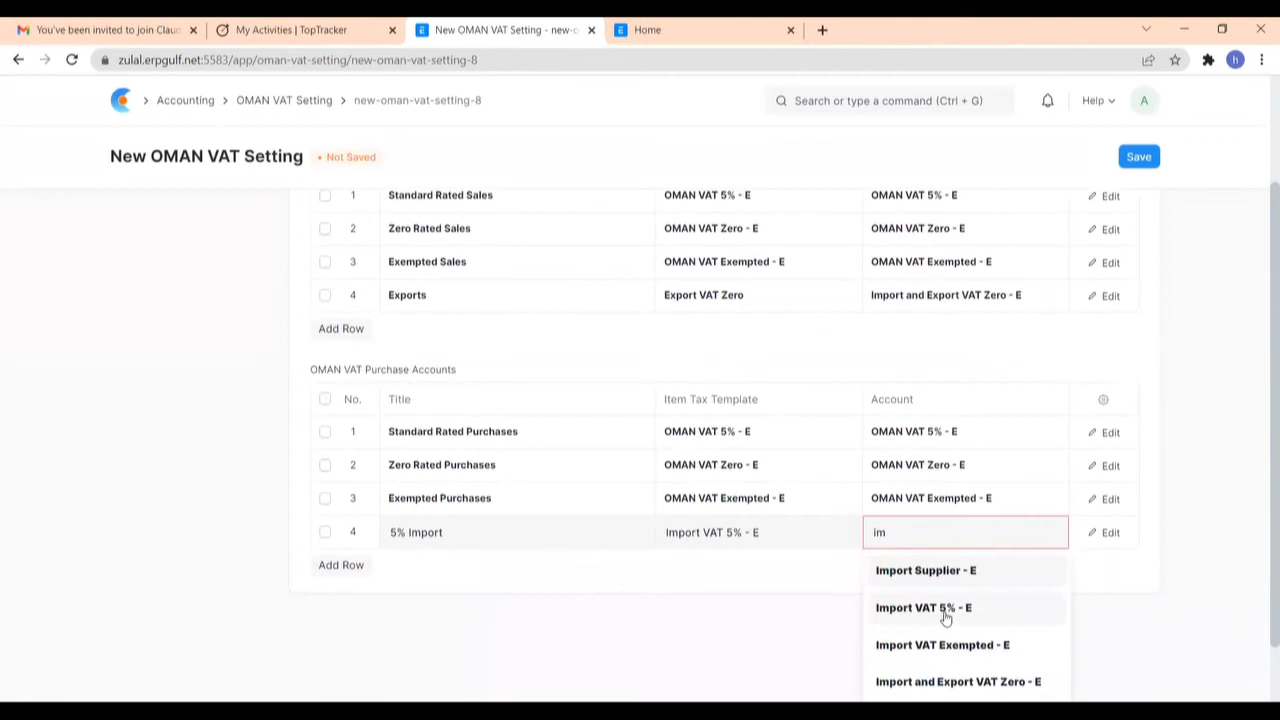 You've been invited to join Clauc
My Activities | TopTracker
New OMAN VAT Setting - new-o
Home
zulal.erpgulf.net:5583/app/oman-vat-setting/new-oman-vat-setting-8
h
Accounting > OMAN VAT Setting > new-oman-vat-setting-8
Search or type a command (Ctrl + G)
Help
A
New OMAN VAT Setting
• Not Saved
Save
1 Standard Rated Sales OMAN VAT 5% - E OMAN VAT 5% - E Edit
2 Zero Rated Sales OMAN VAT Zero - E OMAN VAT Zero - E Edit
3 Exempted Sales OMAN VAT Exempted - E OMAN VAT Exempted - E Edit
4 Exports Export VAT Zero Import and Export VAT Zero - E Edit
Add Row
OMAN VAT Purchase Accounts
No. Title Item Tax Template Account
1 Standard Rated Purchases OMAN VAT 5% - E OMAN VAT 5% - E Edit
2 Zero Rated Purchases OMAN VAT Zero - E OMAN VAT Zero - E Edit
3 Exempted Purchases OMAN VAT Exempted - E OMAN VAT Exempted - E Edit
4 5% Import Import VAT 5% - E im Edit
Add Row
Import Supplier - E
Import VAT 5% - E
Import VAT Exempted - E
Import and Export VAT Zero - E